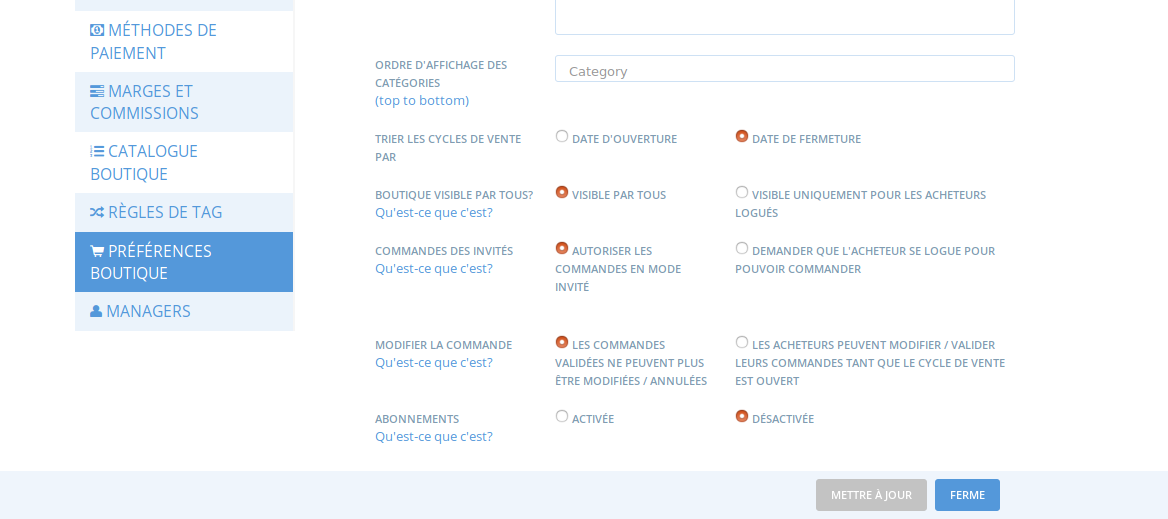 MÉTHODES DE
PAIEMENT
MARGES ET
COMMISSIONS
CATALOGUE
BOUTIQUE
RÈGLES DE TAG
PRÉFÉRENCES
BOUTIQUE
MANAGERS
ORDRE D'AFFICHAGE DES
CATÉGORIES
(top to bottom)
Category
TRIER LES CYCLES DE VENTE
PAR
DATE D'OUVERTURE
DATE DE FERMETURE
BOUTIQUE VISIBLE PAR TOUS?
Qu'est-ce que c'est?
VISIBLE PAR TOUS
VISIBLE UNIQUEMENT POUR LES ACHETEURS
LOGUÉS
COMMANDES DES INVITÉS
Qu'est-ce que c'est?
AUTORISER LES
COMMANDES EN MODE
INVITÉ
DEMANDER QUE L'ACHETEUR SE LOGUE POUR
POUVOIR COMMANDER
MODIFIER LA COMMANDE
Qu'est-ce que c'est?
LES COMMANDES
VALIDÉES NE PEUVENT PLUS
ÊTRE MODIFIÉES / ANNULÉES
LES ACHETEURS PEUVENT MODIFIER / VALIDER
LEURS COMMANDES TANT QUE LE CYCLE DE VENTE
EST OUVERT
ABONNEMENTS
Qu'est-ce que c'est?
ACTIVÉE
DÉSACTIVÉE
METTRE À JOUR
FERME